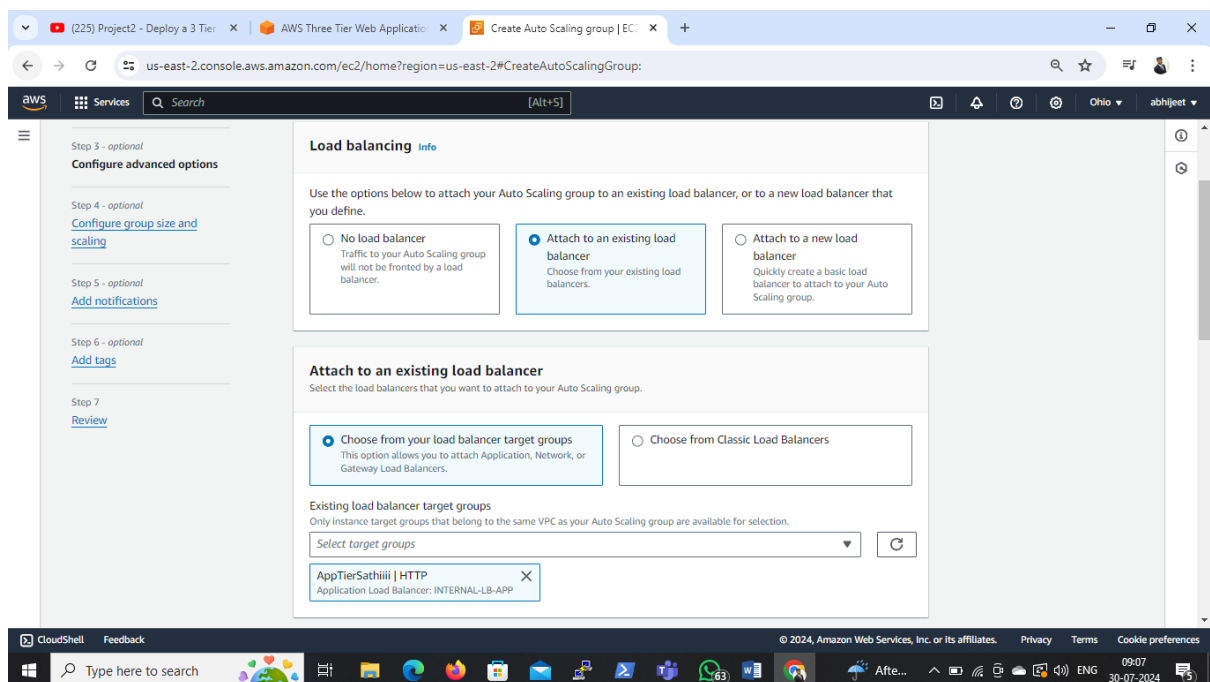 (225) Project2 - Deploy a 3 Tier
AWS Three Tier Web Applicatio
Create Auto Scaling group | EC2
us-east-2.console.aws.amazon.com/ec2/home?region=us-east-2#CreateAutoScalingGroup:
aws
Services
Search
[Alt+S]
Ohio
abhijeet
Step 3 - optional
Configure advanced options
Step 4 - optional
Configure group size and
scaling
Step 5 - optional
Add notifications
Step 6 - optional
Add tags
Step 7
Review
Load balancing Info
Use the options below to attach your Auto Scaling group to an existing load balancer, or to a new load balancer that
you define.
No load balancer
Traffic to your Auto Scaling group
will not be fronted by a load
balancer.
Attach to an existing load
balancer
Choose from your existing load
balancers.
Attach to a new load
balancer
Quickly create a basic load
balancer to attach to your Auto
Scaling group.
Attach to an existing load balancer
Select the load balancers that you want to attach to your Auto Scaling group.
Choose from your load balancer target groups
This option allows you to attach Application, Network, or
Gateway Load Balancers.
Choose from Classic Load Balancers
Existing load balancer target groups
Only instance target groups that belong to the same VPC as your Auto Scaling group are available for selection.
Select target groups
AppTierSathiiii | HTTP
Application Load Balancer: INTERNAL-LB-APP
CloudShell
Feedback
© 2024, Amazon Web Services, Inc. or its affiliates.
Privacy
Terms
Cookie preferences
Type here to search
63
Afte...
ENG
09:07
30-07-2024
5